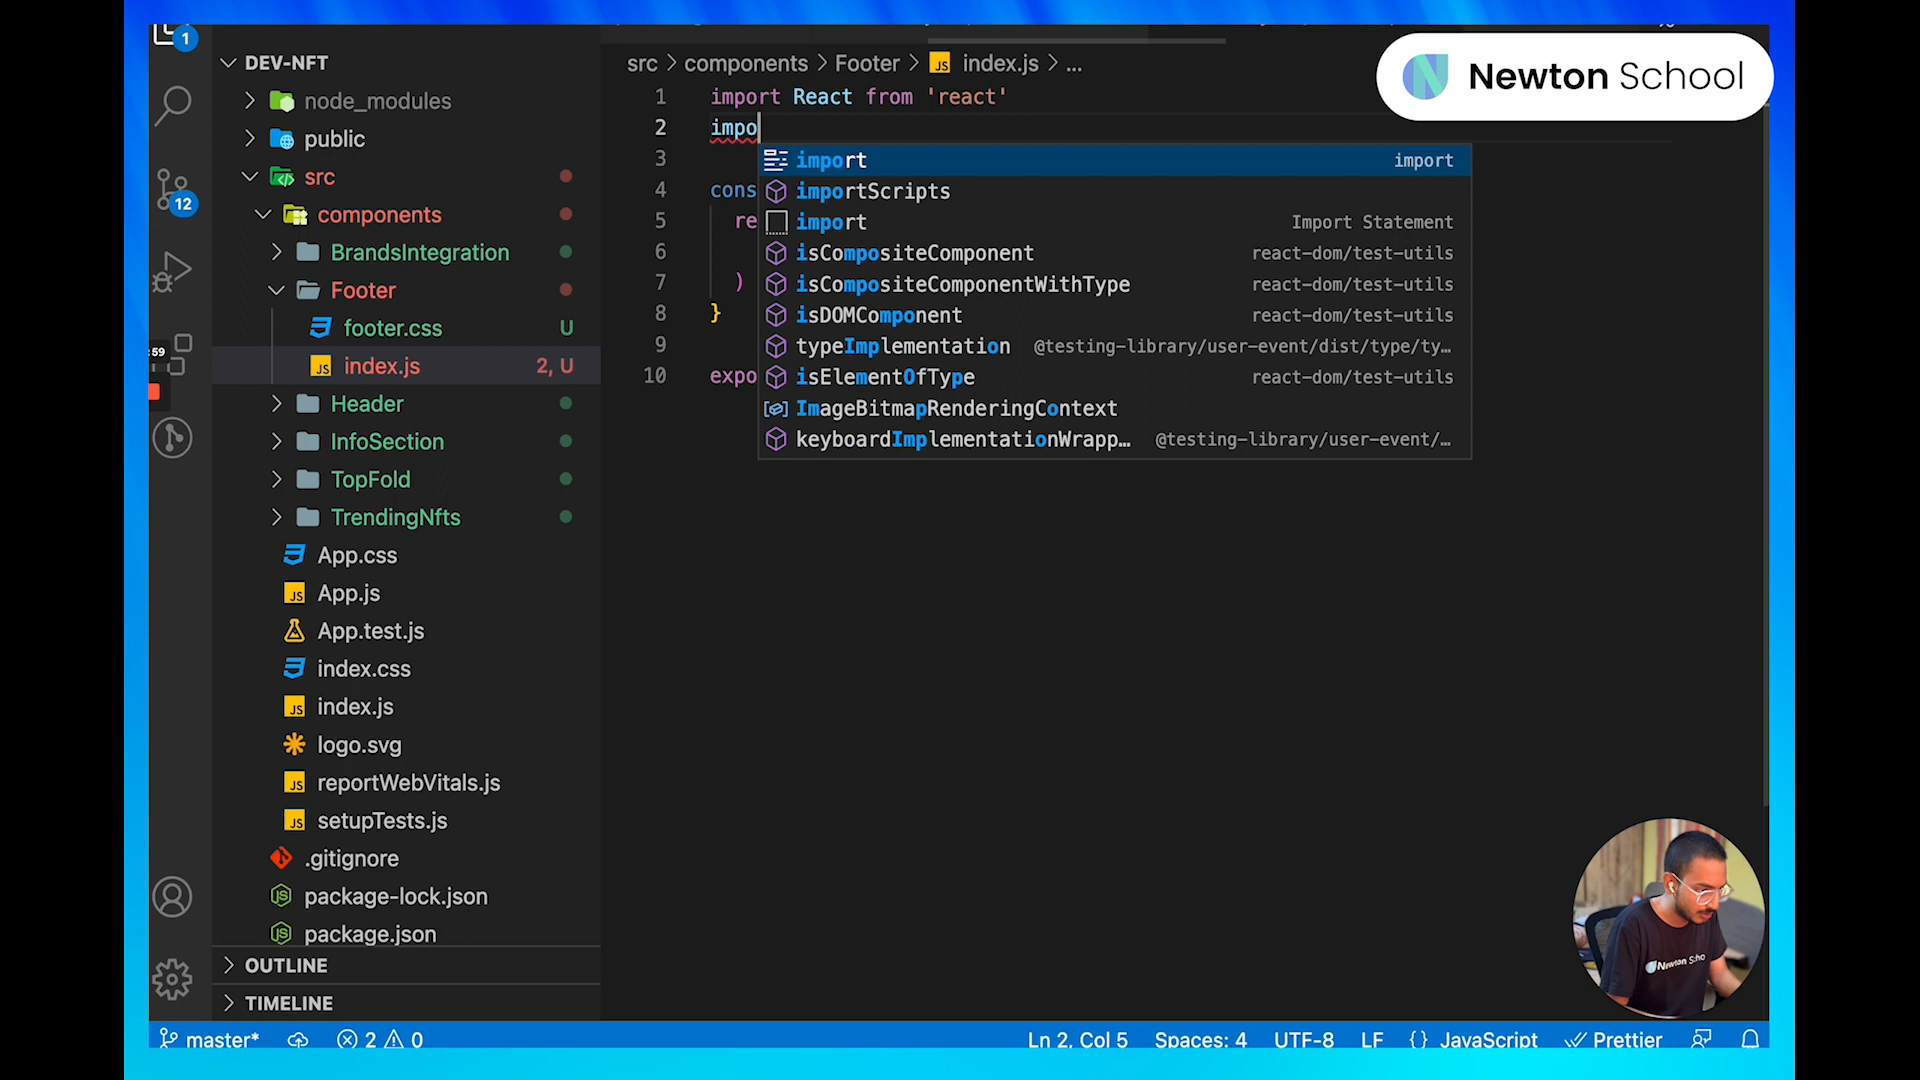 1
DEV-NFT
node_modules
public
src
components
BrandsIntegration
Footer
footer.css U
index.js 2, U
Header
InfoSection
TopFold
TrendingNfts
App.css
App.js
App.test.js
index.css
index.js
logo.svg
reportWebVitals.js
setupTests.js
.gitignore
package-lock.json
package.json
OUTLINE
TIMELINE
12
:59
src > components > Footer > JS index.js > ...
1 import React from 'react'
2 impo
3
4 cons
5 re
6
7 )
8 }
9
10 expo
import import
importScripts
import Import Statement
isCompositeComponent react-dom/test-utils
isCompositeComponentWithType react-dom/test-utils
isDOMComponent react-dom/test-utils
typeImplementation @testing-library/user-event/dist/type/ty…
isElementOfType react-dom/test-utils
ImageBitmapRenderingContext
keyboardImplementationWrapp… @testing-library/user-event/…
Newton School
Newton Schoo
master* 2 0 Ln 2, Col 5 Spaces: 4 UTF-8 LF {} JavaScript Prettier